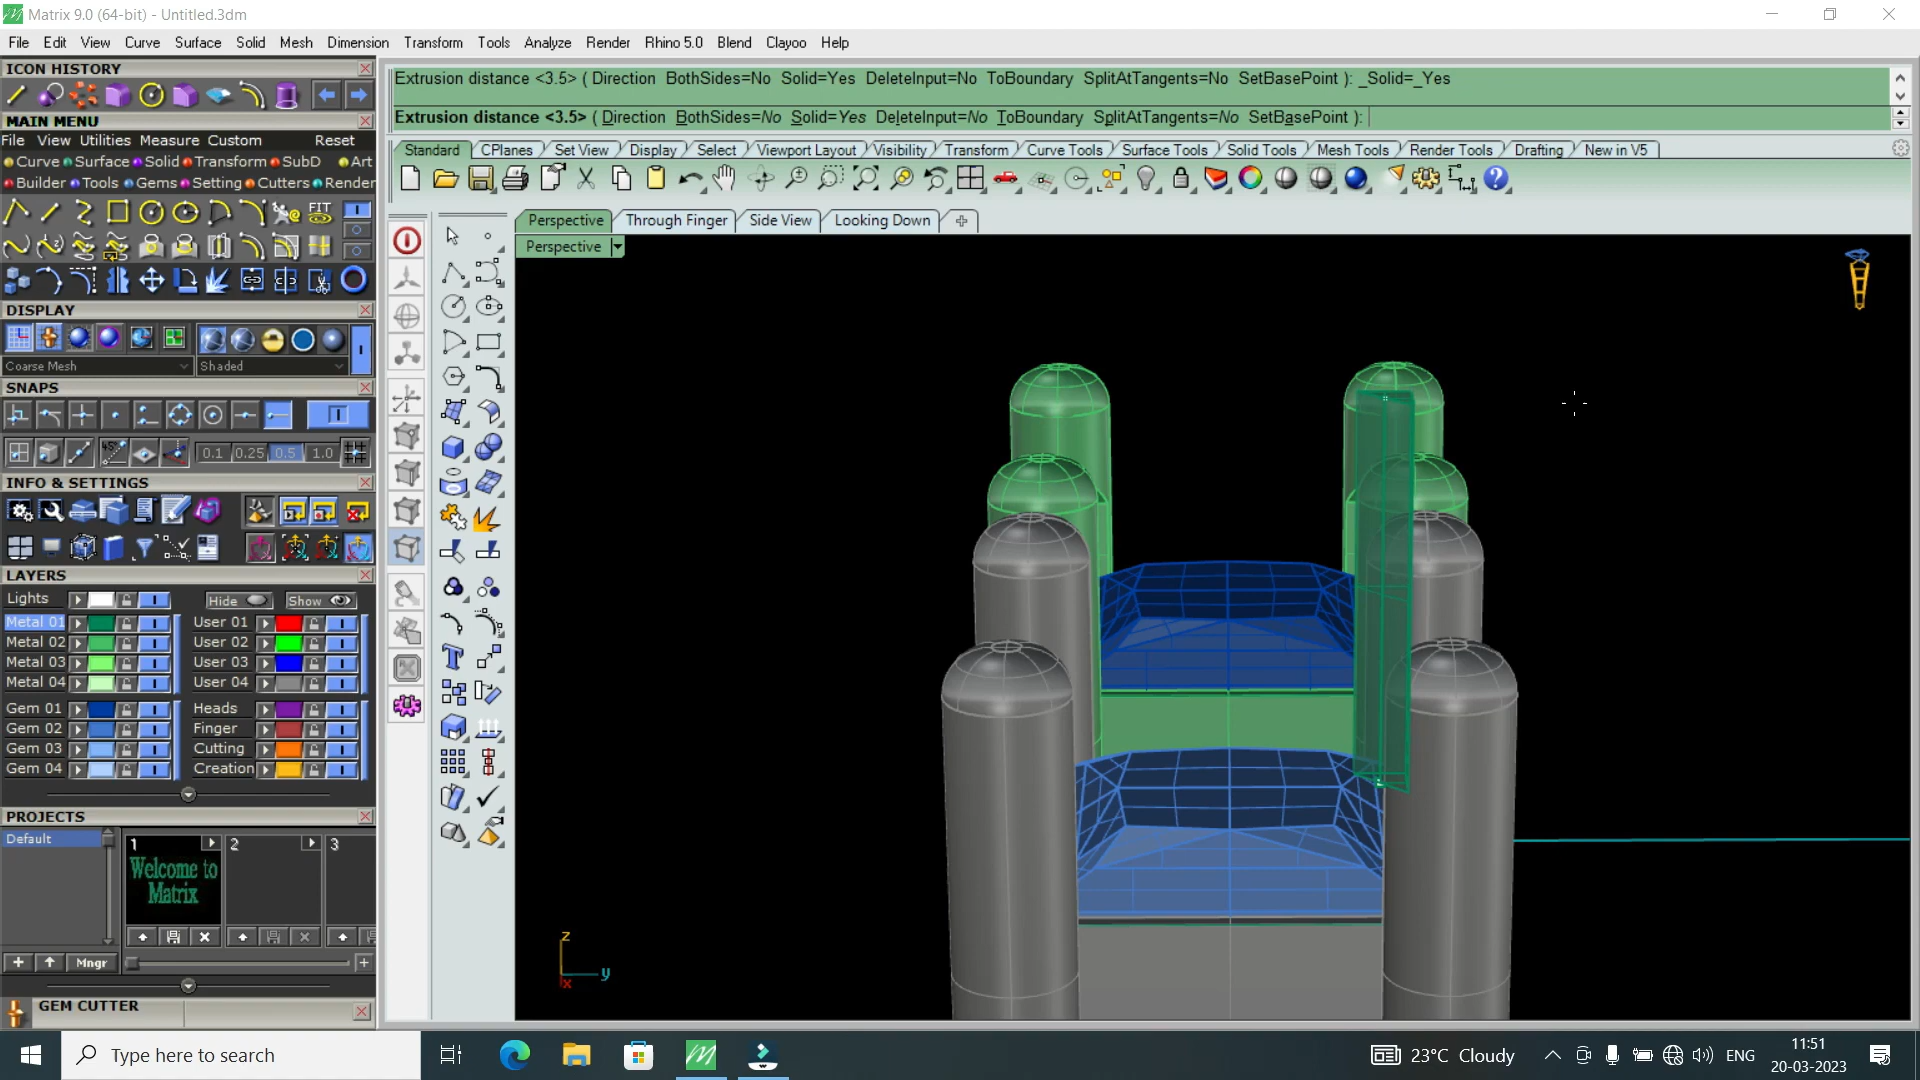 Matrix 9.0 (64-bit) - Untitled.3dm
File Edit View Curve Surface Solid Mesh Dimension Transform Tools Analyze Render Rhino 5.0 Blend Clayoo Help
ICON HISTORY
Extrusion distance <3.5> ( Direction BothSides=No Solid=Yes DeleteInput=No ToBoundary SplitAtTangents=No SetBasePoint ): _Solid=_Yes
Extrusion distance <3.5> ( Direction BothSides=No Solid=Yes DeleteInput=No ToBoundary SplitAtTangents=No SetBasePoint ):
MAIN MENU
File View Utilities Measure Custom Reset
Curve Surface Solid Transform SubD Art
Builder Tools Gems Setting Cutters Render
FIT
Standard CPlanes Set View Display Select Viewport Layout Visibility Transform Curve Tools Surface Tools Solid Tools Mesh Tools Render Tools Drafting New in V5
Perspective Through Finger Side View Looking Down
Perspective
DISPLAY
Coarse Mesh Shaded
SNAPS
0.1 0.25 0.5 1.0
INFO & SETTINGS
LAYERS
Lights Hide Show
Metal 01 User 01
Metal 02 User 02
Metal 03 User 03
Metal 04 User 04
Gem 01 Heads
Gem 02 Finger
Gem 03 Cutting
Gem 04 Creation
PROJECTS
Default
1 2 3
Welcome to
Matrix
Mngr
GEM CUTTER
z
y
x
Type here to search
23°C Cloudy
ENG
11:51
20-03-2023